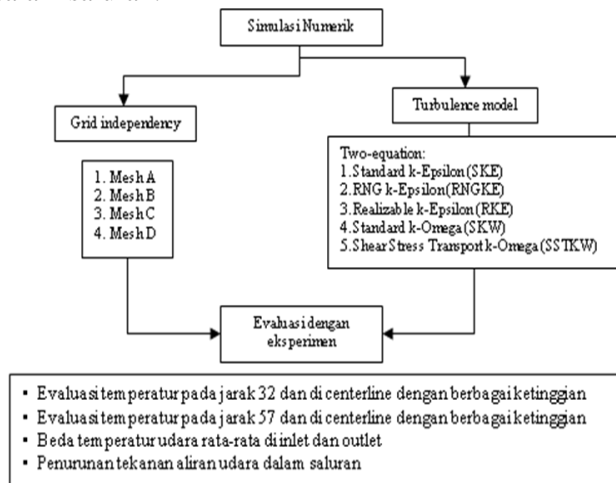 Simulasi Numerik
Grid independency
Turbulence model
1. Mesh A
2. Mesh B
3. Mesh C
4. Mesh D
Two-equation:
1.Standard k-Epsilon (SKE)
2.RNG k-Epsilon (RNGKE)
3.Realizable k-Epsilon (RKE)
4.Standard k-Omega (SKW)
5.Shear Stress Transport k-Omega (SSTKW)
Evaluasi dengan
eksperimen
▪ Evaluasi temperatur pada jarak 32 dan di centerline dengan berbagai ketinggian
▪ Evaluasi temperatur pada jarak 57 dan di centerline dengan berbagai ketinggian
▪ Beda temperatur udara rata-rata di inlet dan outlet
▪ Penurunan tekanan aliran udara dalam saluran